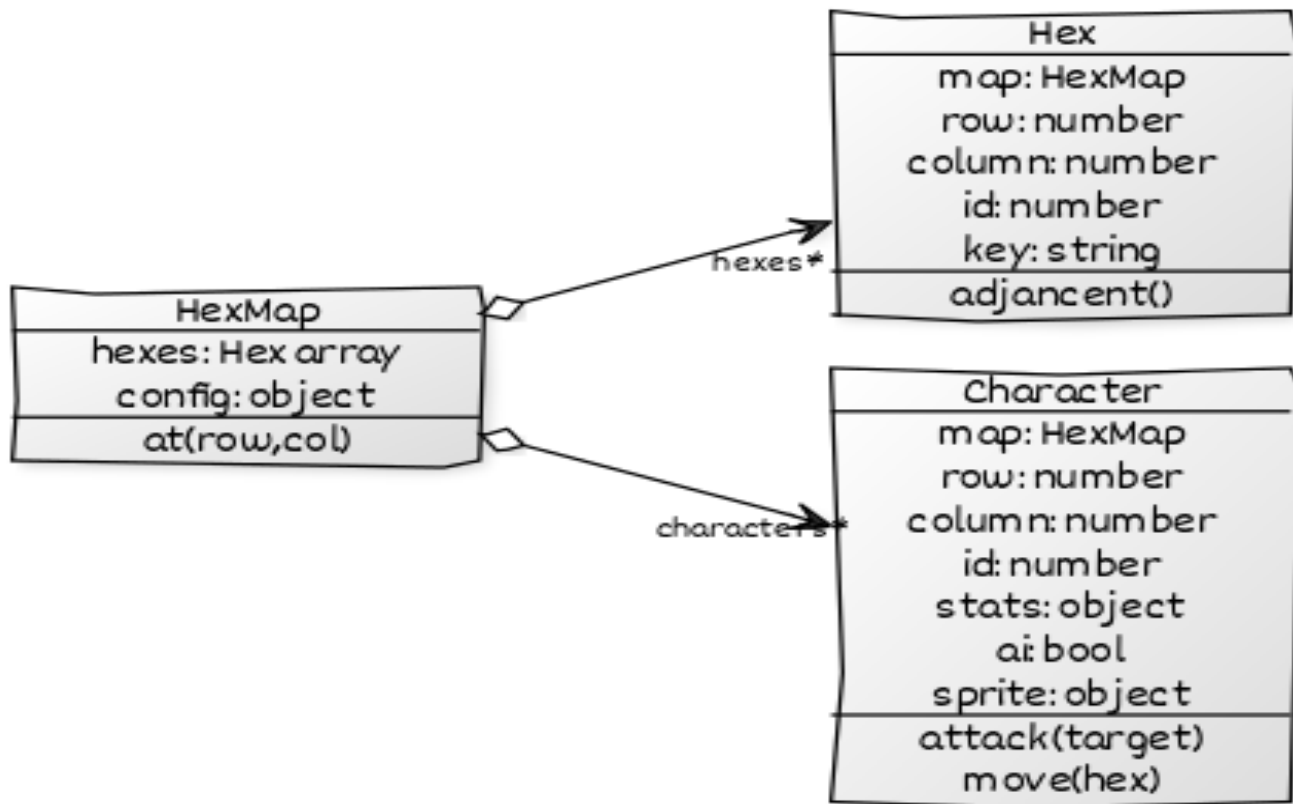 Hex
map: HexMap
row: number
column: number
id: number
key: string
adjancent()
hexes*
HexMap
hexes: Hex array
config: object
at(row,col)
characters*
Character
map: HexMap
row: number
column: number
id: number
stats: object
ai: bool
sprite: object
attack(target)
move(hex)